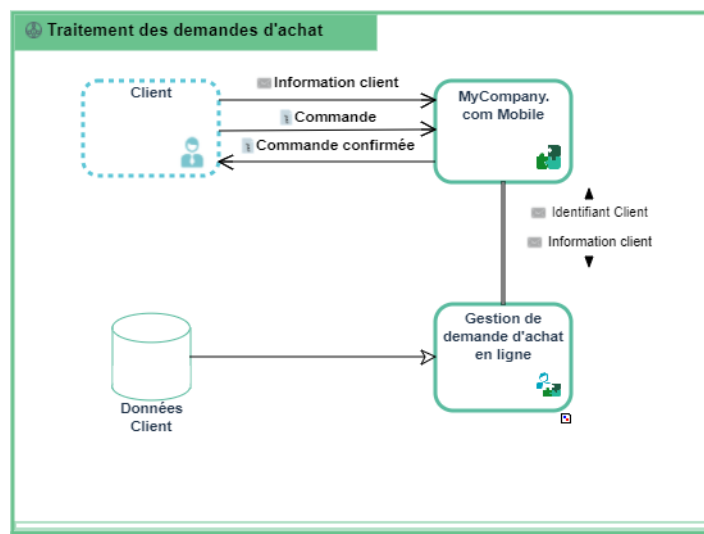 Traitement des demandes d'achat
Client
Information client
Commande
Commande confirmée
MyCompany.
com Mobile
Identifiant Client
Information client
Gestion de
demande d'achat
en ligne
Données
Client